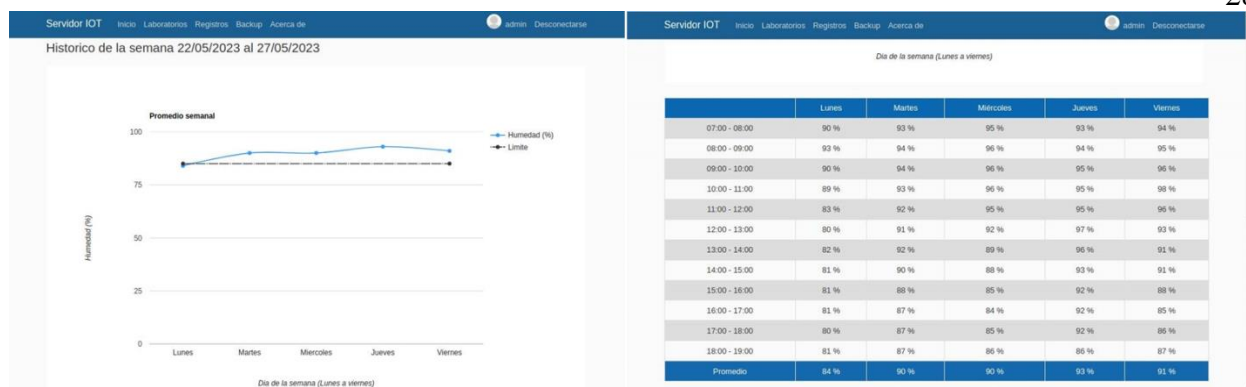 Servidor IOT Inicio Laboratorios Registros Backup Acerca de admin Desconectarse
Historico de la semana 22/05/2023 al 27/05/2023
Promedio semanal
100
75
50
25
0
Humedad (%)
Humedad (%)
Limite
Lunes Martes Miercoles Jueves Viernes
Dia de la semana (Lunes a viernes)
Servidor IOT Inicio Laboratorios Registros Backup Acerca de admin Desconectarse
Dia de la semana (Lunes a viernes)
Lunes Martes Miércoles Jueves Viernes
07:00 - 08:00 90 % 93 % 95 % 93 % 94 %
08:00 - 09:00 93 % 94 % 96 % 94 % 95 %
09:00 - 10:00 90 % 94 % 96 % 95 % 96 %
10:00 - 11:00 89 % 93 % 96 % 95 % 98 %
11:00 - 12:00 83 % 92 % 95 % 95 % 96 %
12:00 - 13:00 80 % 91 % 92 % 97 % 93 %
13:00 - 14:00 82 % 92 % 89 % 96 % 91 %
14:00 - 15:00 81 % 90 % 88 % 93 % 91 %
15:00 - 16:00 81 % 88 % 85 % 92 % 88 %
16:00 - 17:00 81 % 87 % 84 % 92 % 85 %
17:00 - 18:00 80 % 87 % 85 % 92 % 86 %
18:00 - 19:00 81 % 87 % 86 % 86 % 87 %
Promedio 84 % 90 % 90 % 93 % 91 %